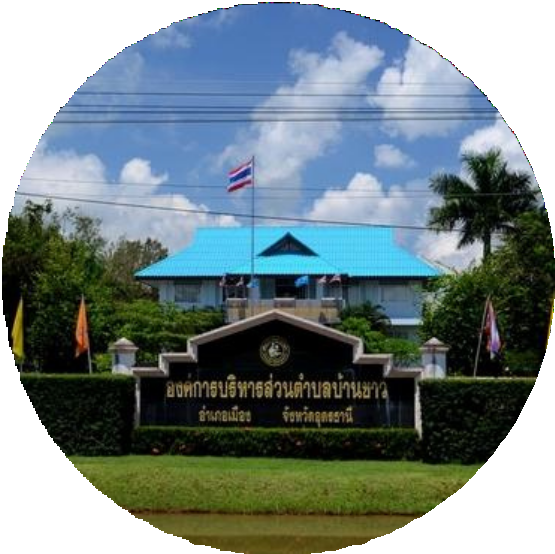 องค์การบริหารส่วนตำบลบ้านขาว
อำเภอเมือง จังหวัดอุดรธานี